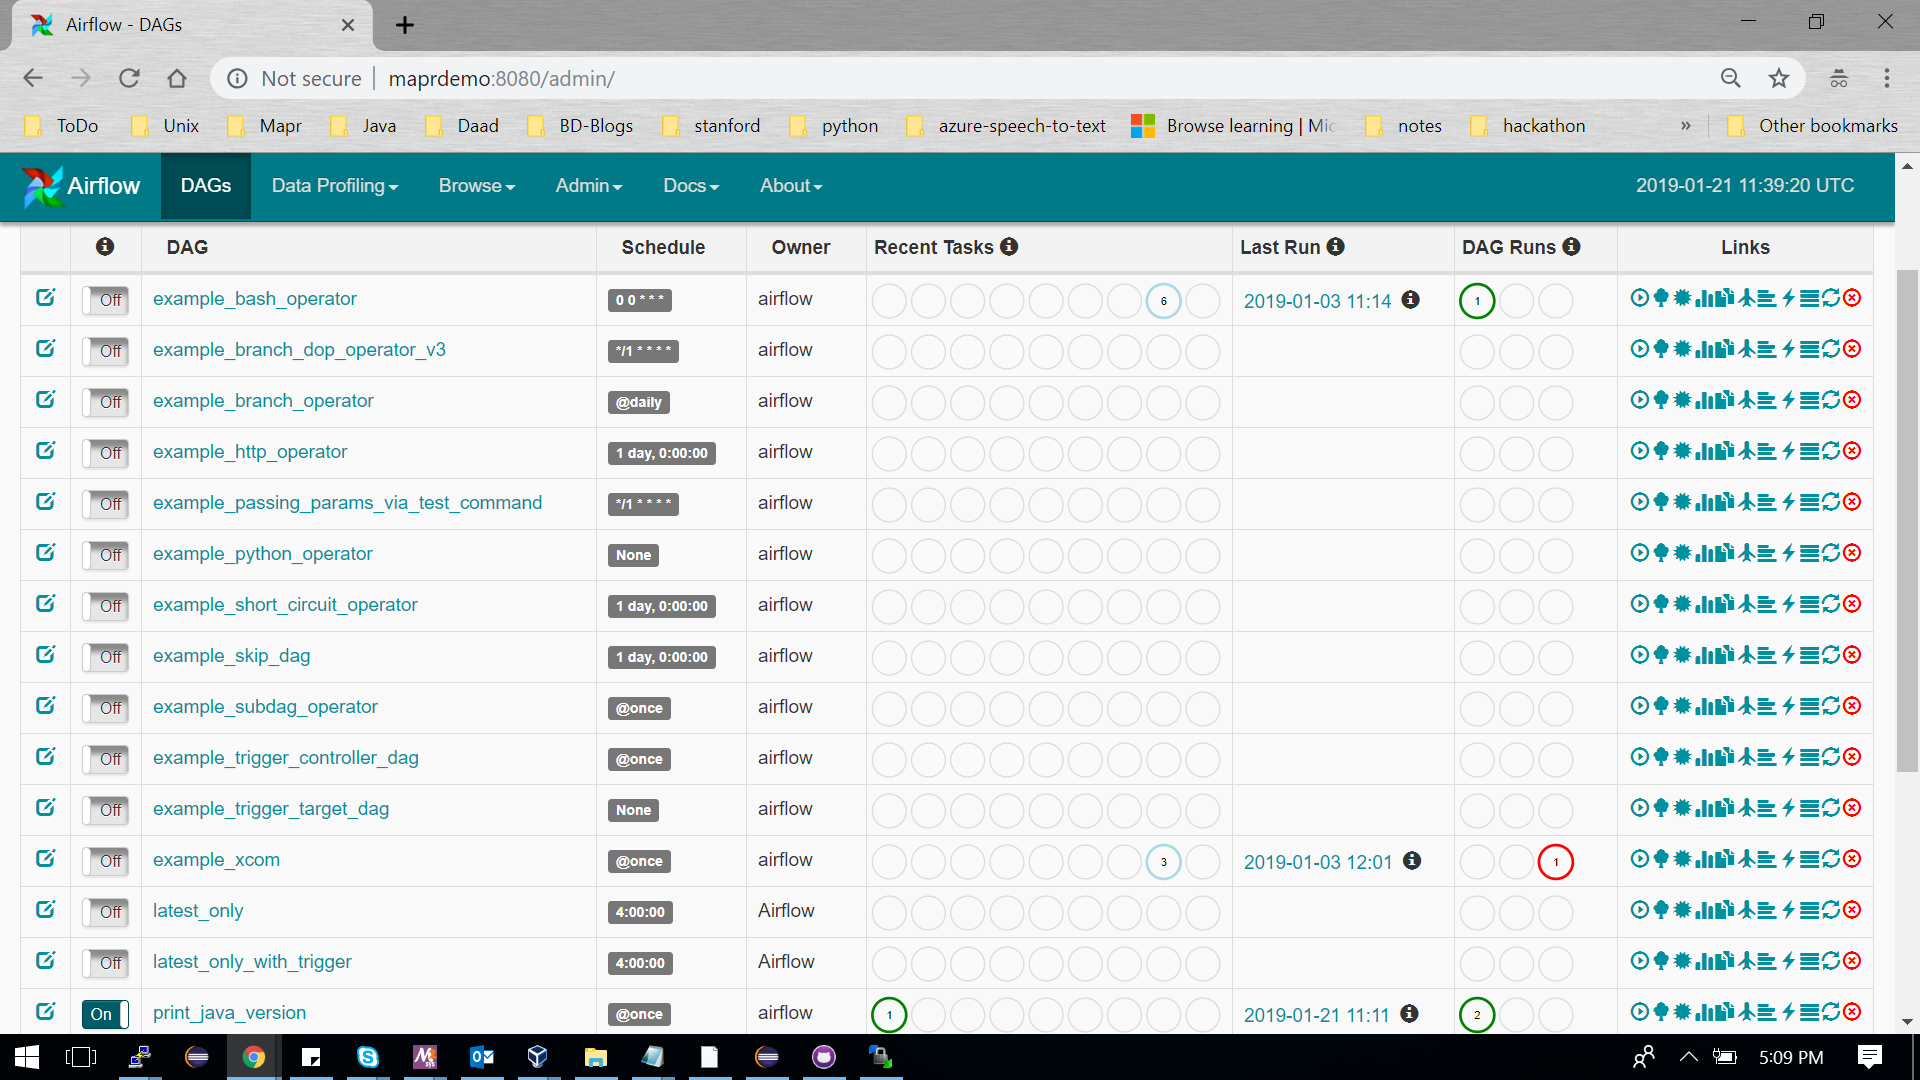 Airflow - DAGs
Not secure | maprdemo:8080/admin/
ToDo Unix Mapr Java Daad BD-Blogs stanford python azure-speech-to-text Browse learning | Mic notes hackathon » Other bookmarks
Airflow DAGs Data Profiling Browse Admin Docs About 2019-01-21 11:39:20 UTC
DAG Schedule Owner Recent Tasks Last Run DAG Runs Links
Off example_bash_operator 0 0 * * * airflow 6 2019-01-03 11:14 1
Off example_branch_dop_operator_v3 */1 * * * * airflow
Off example_branch_operator @daily airflow
Off example_http_operator 1 day, 0:00:00 airflow
Off example_passing_params_via_test_command */1 * * * * airflow
Off example_python_operator None airflow
Off example_short_circuit_operator 1 day, 0:00:00 airflow
Off example_skip_dag 1 day, 0:00:00 airflow
Off example_subdag_operator @once airflow
Off example_trigger_controller_dag @once airflow
Off example_trigger_target_dag None airflow
Off example_xcom @once airflow 3 2019-01-03 12:01 1
Off latest_only 4:00:00 Airflow
Off latest_only_with_trigger 4:00:00 Airflow
On print_java_version @once airflow 1 2019-01-21 11:11 2
5:09 PM